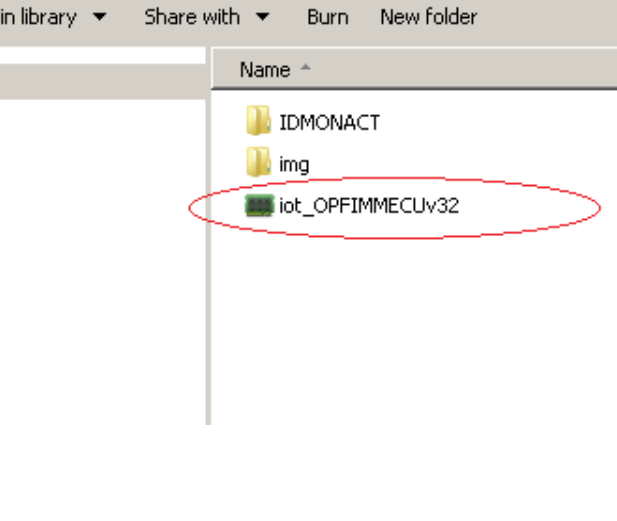 in library Share with Burn New folder
Name
IDMONACT
img
iot_OPFIMMECUv32